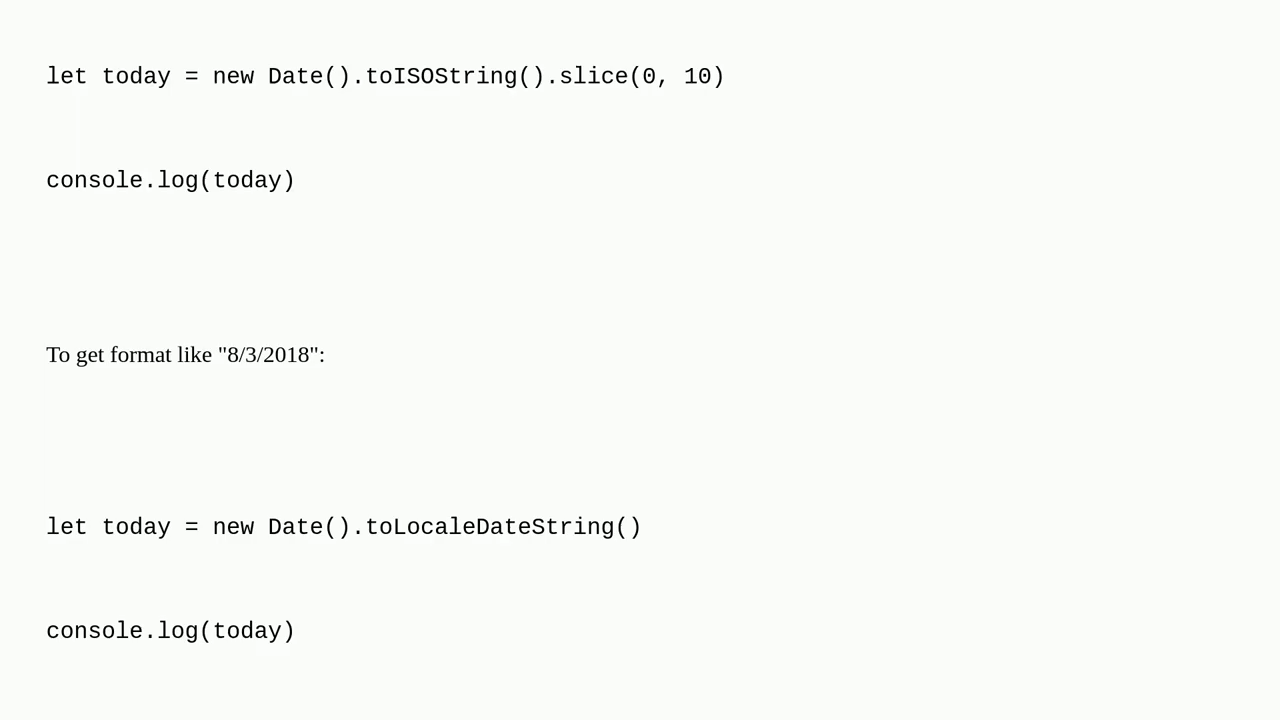 let today = new Date().toISOString().slice(0, 10)
console.log(today)
To get format like "8/3/2018":
let today = new Date().toLocaleDateString()
console.log(today)